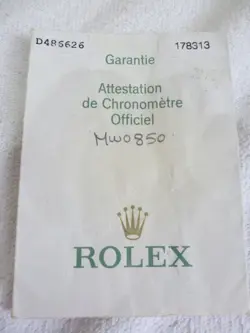 D485626 178313
Garantie
Attestation
de Chronomètre
Officiel
MW0850
ROLEX